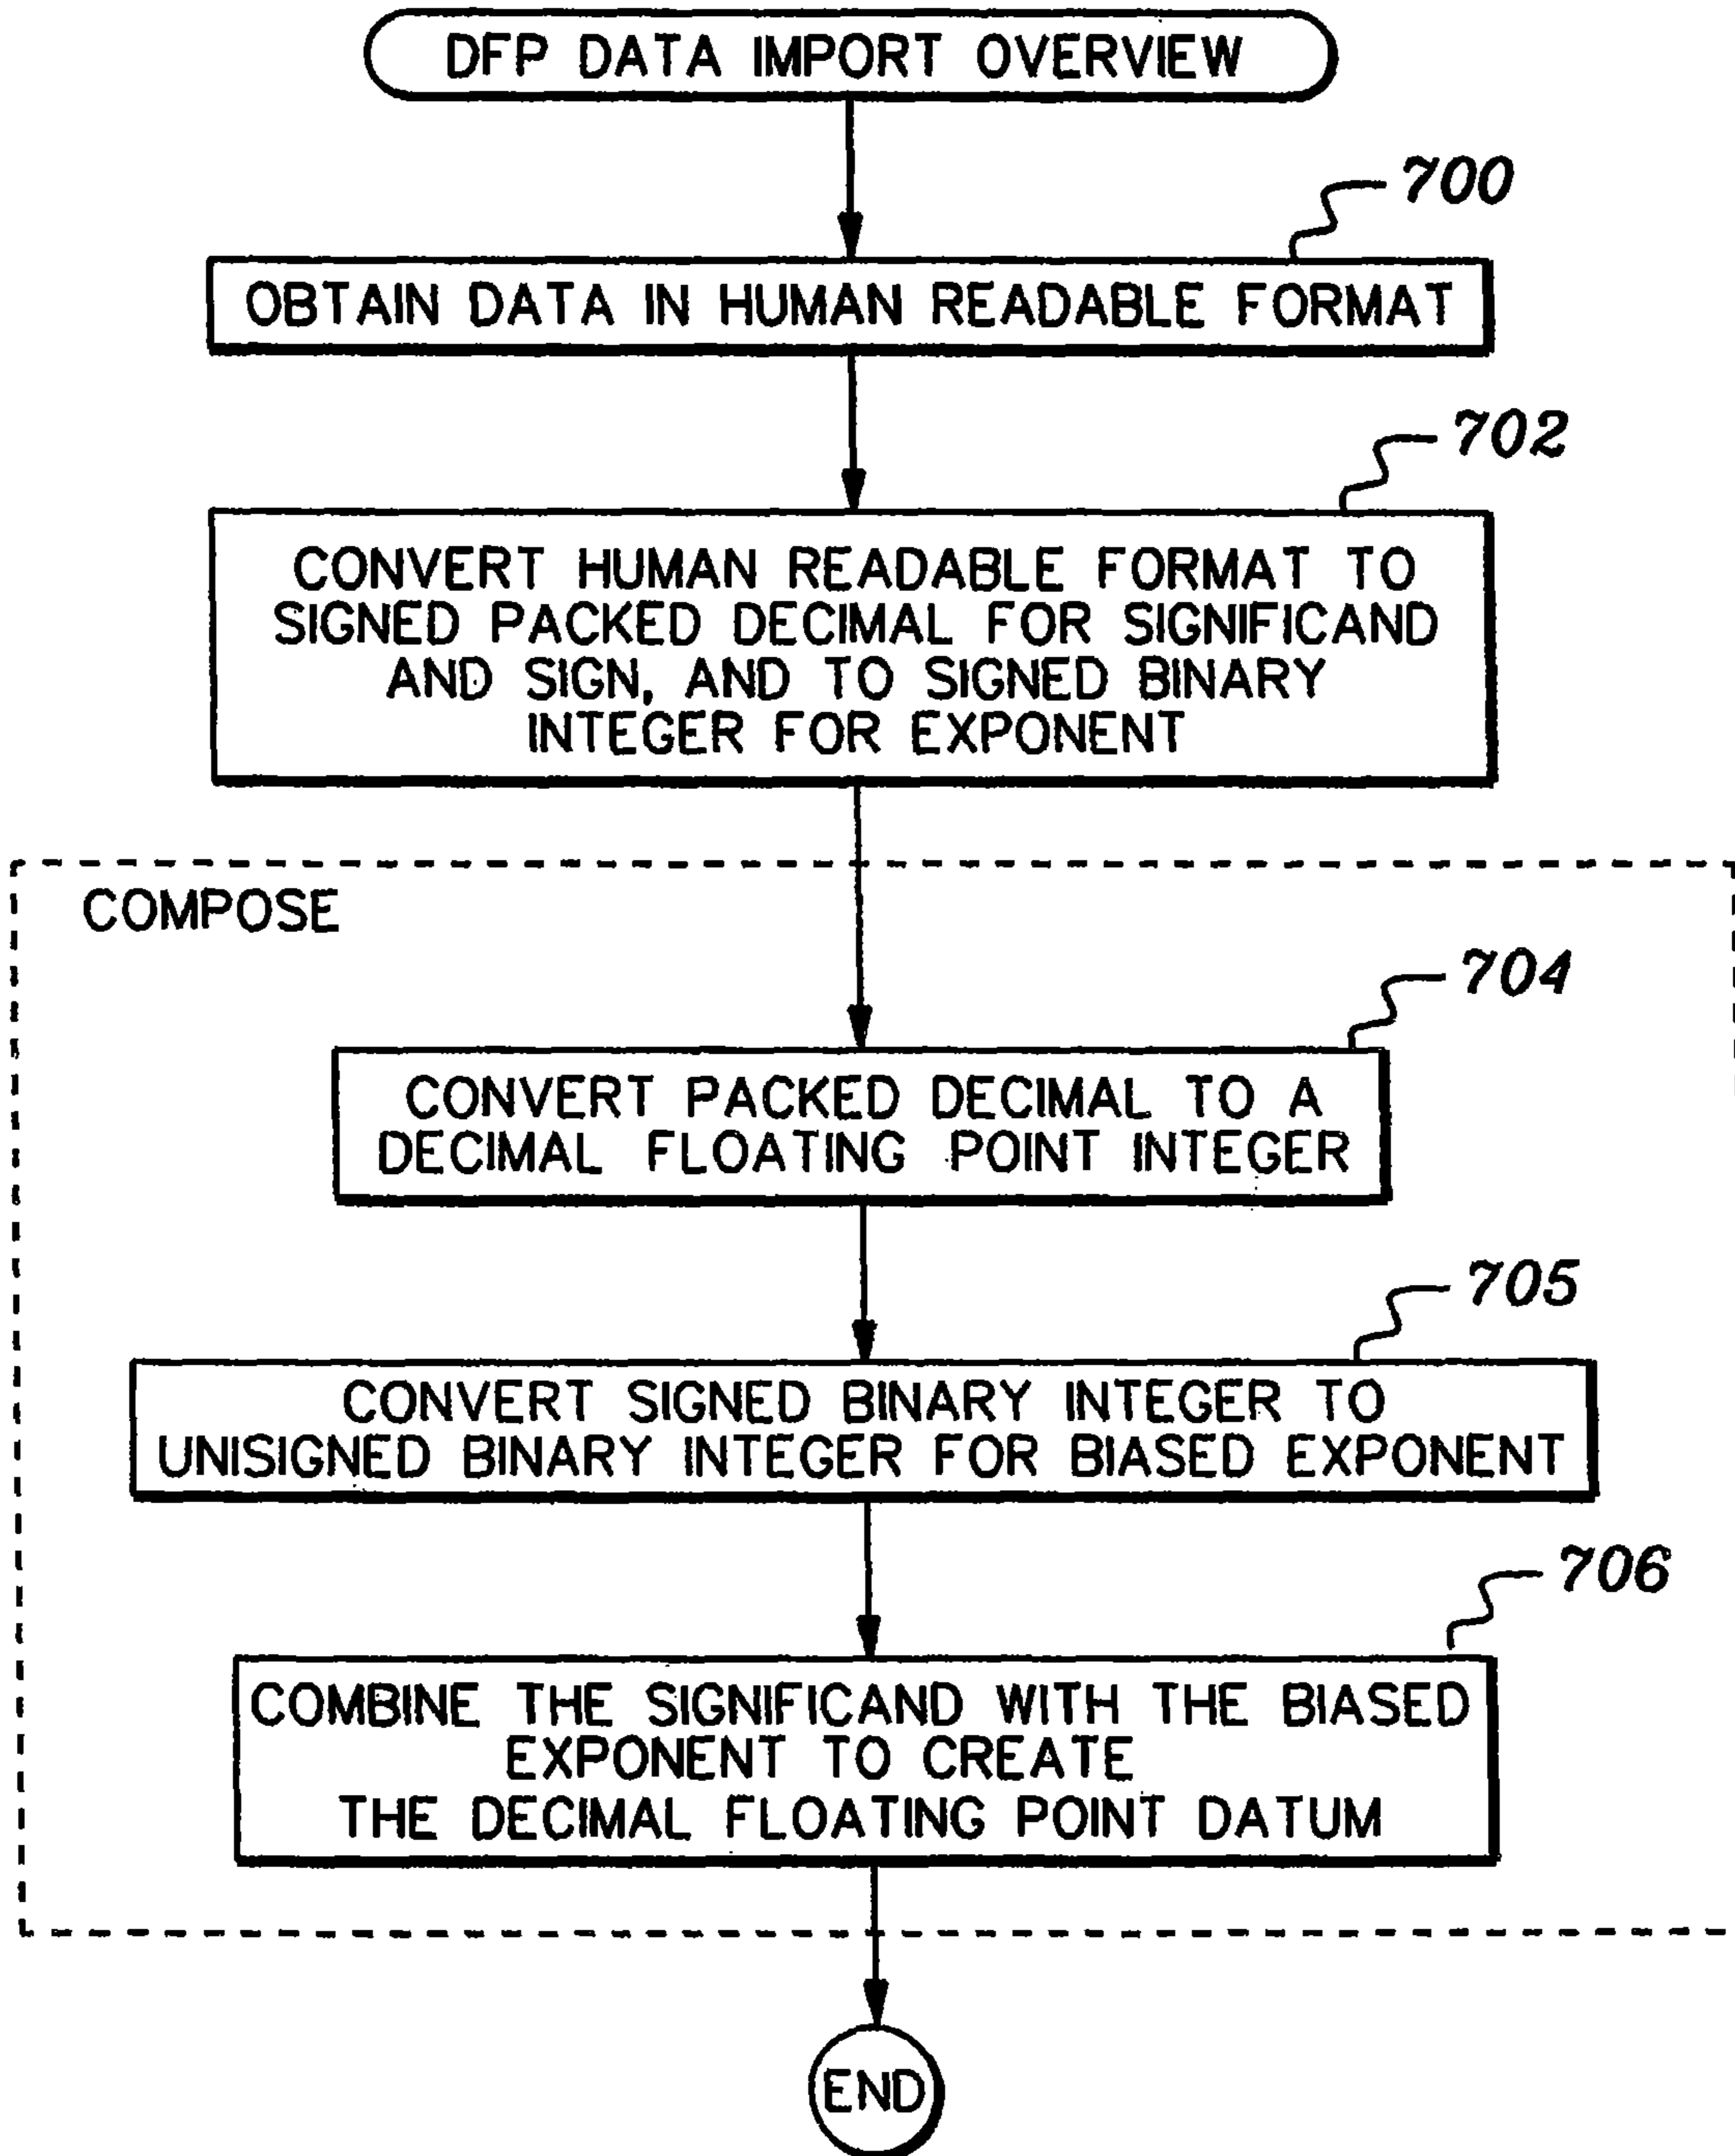 DFP DATA IMPORT OVERVIEW
700
OBTAIN DATA IN HUMAN READABLE FORMAT
702
CONVERT HUMAN READABLE FORMAT TO
SIGNED PACKED DECIMAL FOR SIGNIFICAND
AND SIGN, AND TO SIGNED BINARY
INTEGER FOR EXPONENT
COMPOSE
704
CONVERT PACKED DECIMAL TO A
DECIMAL FLOATING POINT INTEGER
705
CONVERT SIGNED BINARY INTEGER TO
UNISIGNED BINARY INTEGER FOR BIASED EXPONENT
706
COMBINE THE SIGNIFICAND WITH THE BIASED
EXPONENT TO CREATE
THE DECIMAL FLOATING POINT DATUM
END